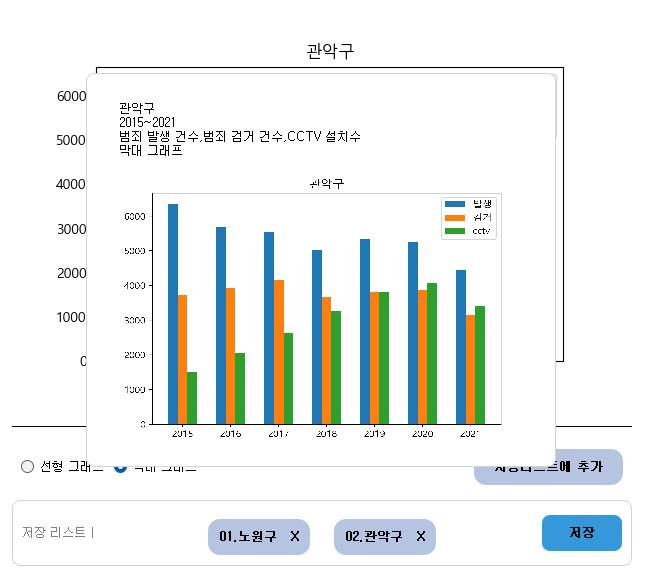 관악구
6000
5000
4000
3000
2000
1000
0
관악구
2015~2021
범죄 발생 건수,범죄 검거 건수,CCTV 설치수
막대 그래프
관악구
발생
검거
cctv
6000
5000
4000
3000
2000
1000
0
2015 2016 2017 2018 2019 2020 2021
선형 그래프 막대 그래프 저장리스트에 추가
저장 리스트 | 01.노원구 X 02.관악구 X 저장